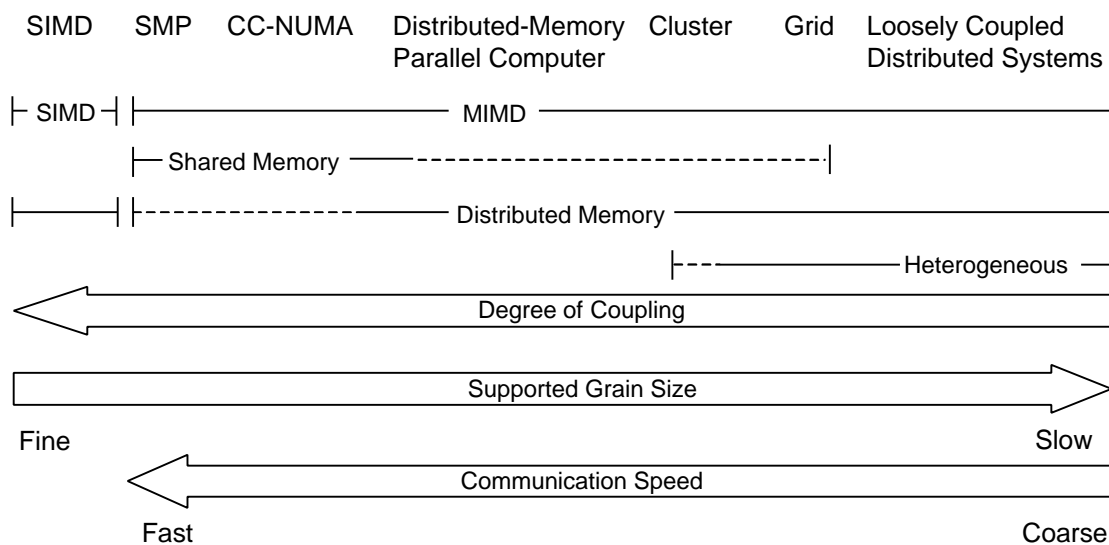 SIMD SMP CC-NUMA Distributed-Memory Cluster Grid Loosely Coupled
Parallel Computer Distributed Systems
SIMD MIMD
Shared Memory
Distributed Memory
Heterogeneous
Degree of Coupling
Supported Grain Size
Fine Slow
Communication Speed
Fast Coarse